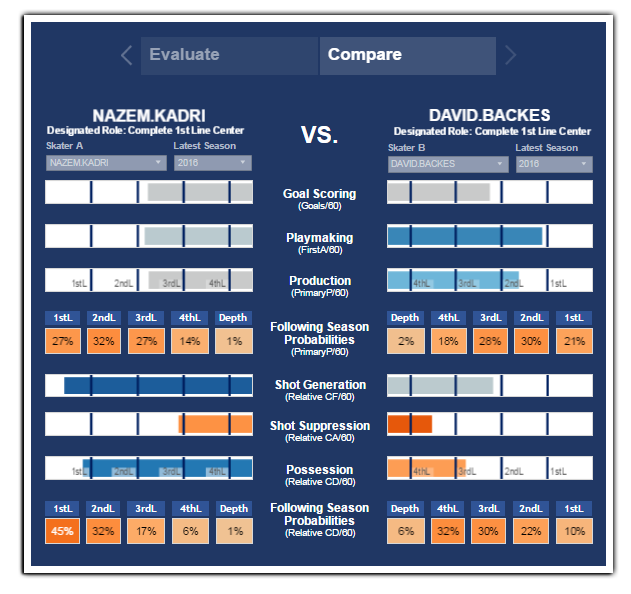 Evaluate Compare
NAZEM.KADRI
Designated Role: Complete 1st Line Center
Skater A Latest Season
NAZEM.KADRI 2016
VS.
DAVID.BACKES
Designated Role: Complete 1st Line Center
Skater B Latest Season
DAVID.BACKES 2016
Goal Scoring
(Goals/60)
Playmaking
(FirstA/60)
1stL 2ndL 3rdL 4thL
Production
(PrimaryP/60)
4thL 3rdL 2ndL 1stL
1stL 2ndL 3rdL 4thL Depth
27% 32% 27% 14% 1%
Following Season
Probabilities
(PrimaryP/60)
Depth 4thL 3rdL 2ndL 1stL
2% 18% 28% 30% 21%
Shot Generation
(Relative CF/60)
Shot Suppression
(Relative CA/60)
1stL 2ndL 3rdL 4thL
Possession
(Relative CD/60)
4thL 3rdL 2ndL 1stL
1stL 2ndL 3rdL 4thL Depth
45% 32% 17% 6% 1%
Following Season
Probabilities
(Relative CD/60)
Depth 4thL 3rdL 2ndL 1stL
6% 32% 30% 22% 10%